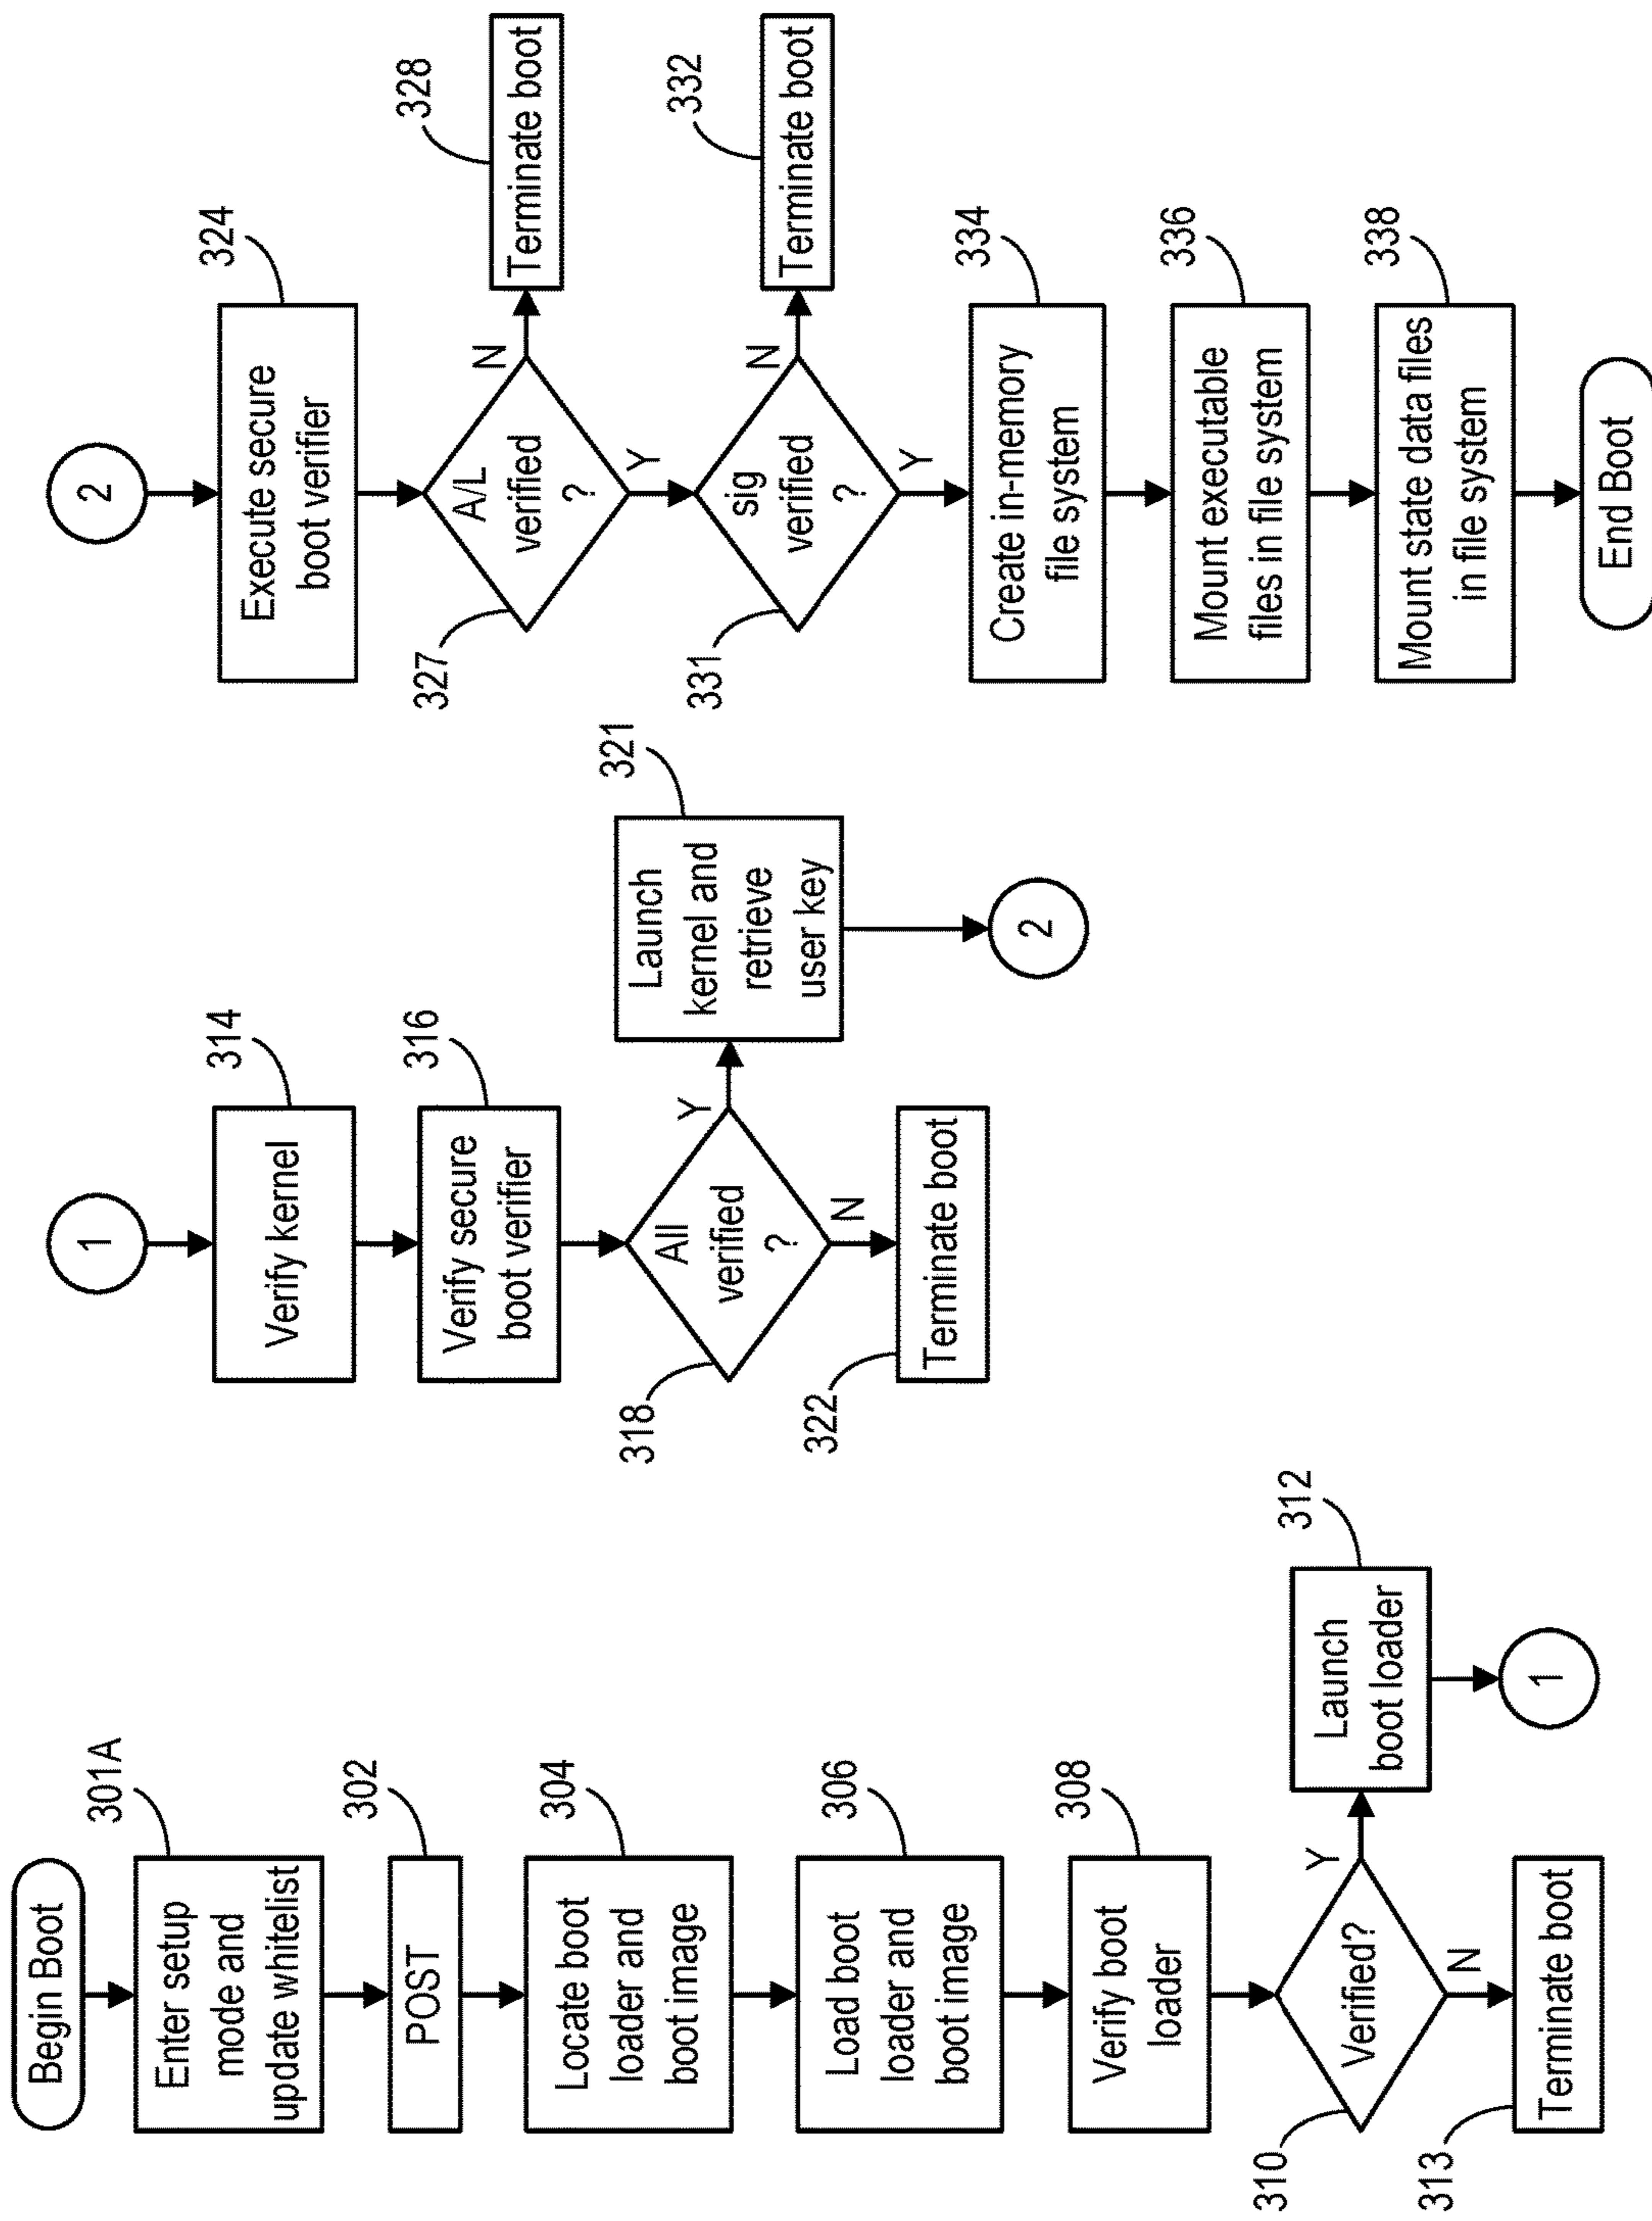 Begin Boot
301A
Enter setup
mode and
update whitelist
302
POST
304
Locate boot
loader and
boot image
306
Load boot
loader and
boot image
308
Verify boot
loader
310
Verified?
Y
N
312
Launch
boot loader
1
313
Terminate boot
1
314
Verify kernel
316
Verify secure
boot verifier
318
All
verified
?
Y
N
321
Launch
kernel and
retrieve
user key
2
322
Terminate boot
2
324
Execute secure
boot verifier
327
A/L
verified
?
N
Y
328
Terminate boot
331
sig
verified
?
N
Y
332
Terminate boot
334
Create in-memory
file system
336
Mount executable
files in file system
338
Mount state data files
in file system
End Boot